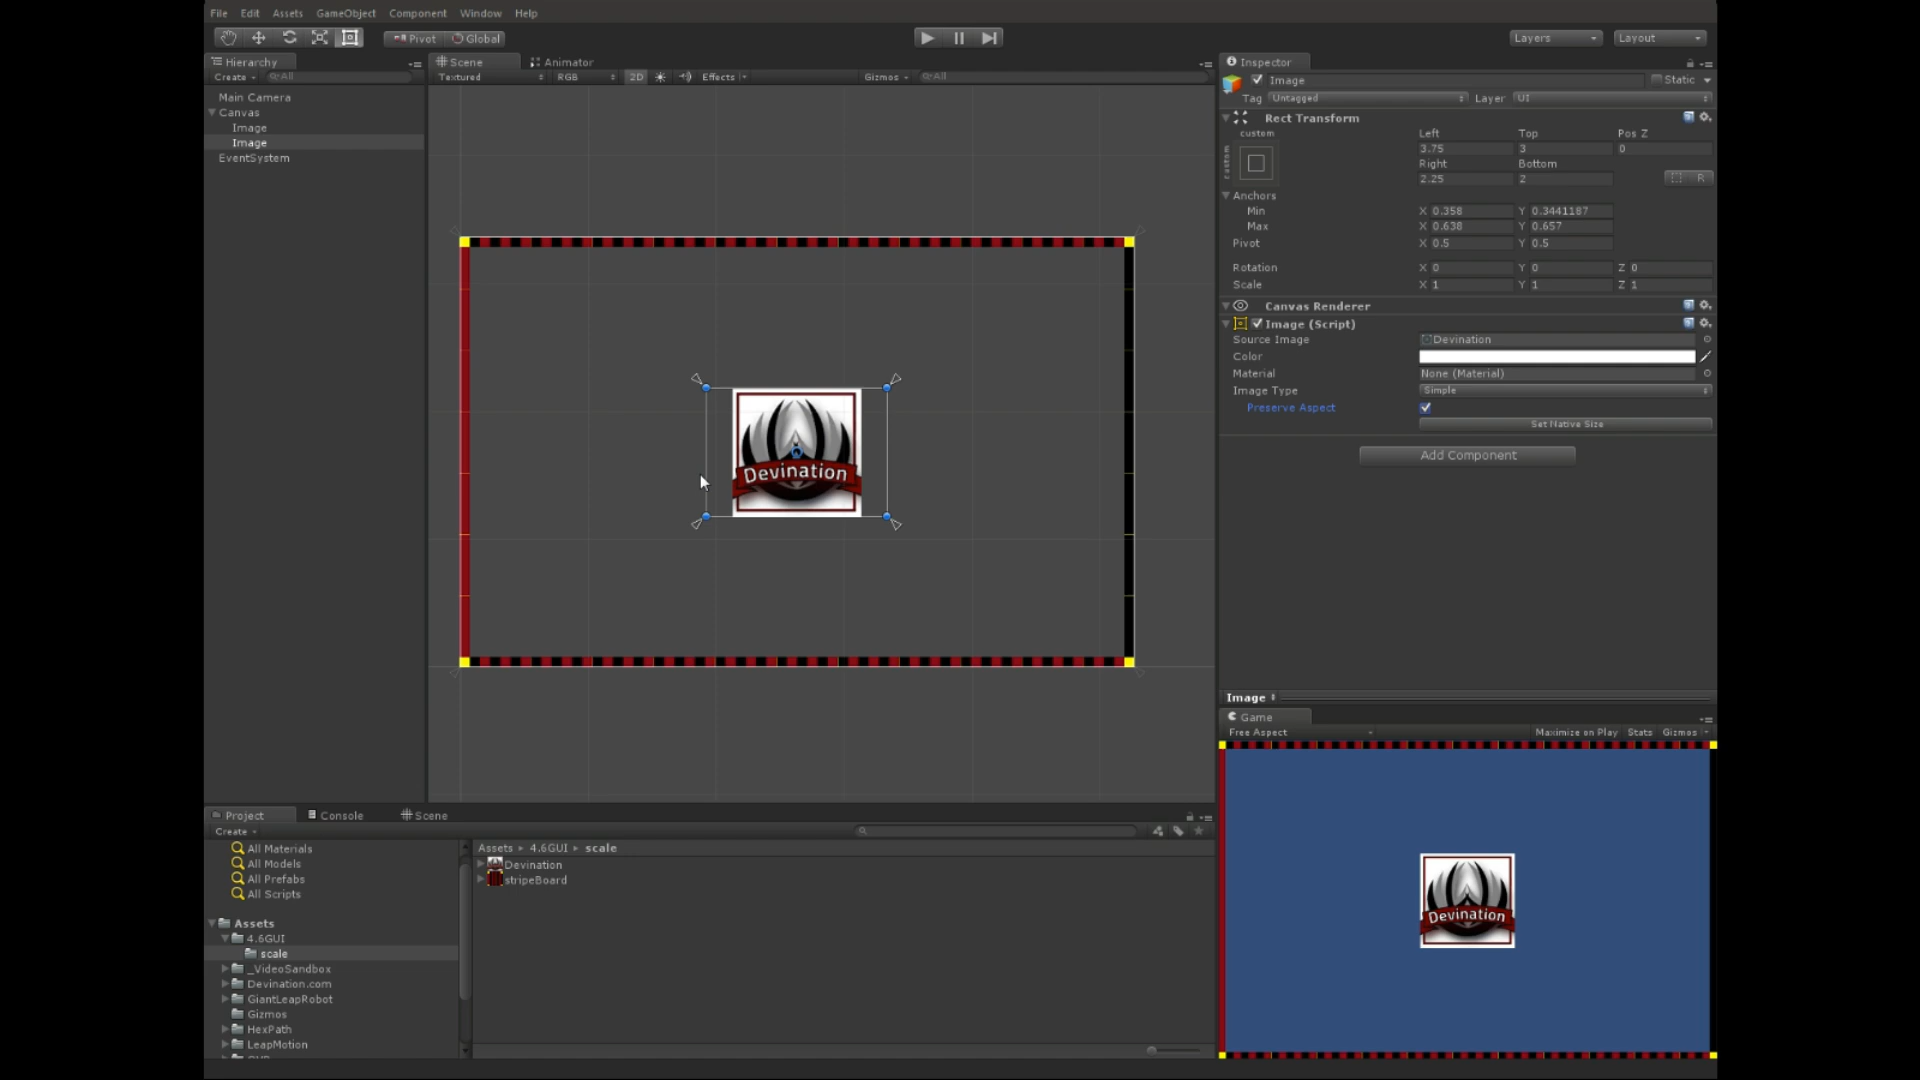 File Edit Assets GameObject Component Window Help
Pivot Global Layers Layout
Hierarchy
Create All
Main Camera
Canvas
Image
Image
EventSystem
Scene Animator
Textured RGB 2D Effects Gizmos All
Devination
Inspector
Image Static
Tag Untagged Layer UI
Rect Transform
custom Left Top Pos Z
custom
3.75 3 0
Right Bottom
2.25 2 R
Anchors
Min X 0.358 Y 0.3441187
Max X 0.638 Y 0.657
Pivot X 0.5 Y 0.5
Rotation X 0 Y 0 Z 0
Scale X 1 Y 1 Z 1
Canvas Renderer
Image (Script)
Source Image Devination
Color
Material None (Material)
Image Type Simple
Preserve Aspect
Set Native Size
Add Component
Image
Game
Free Aspect Maximize on Play Stats Gizmos
Devination
Project Console Scene
Create
All Materials
All Models
All Prefabs
All Scripts
Assets
4.6GUI
scale
_VideoSandbox
Devination.com
GiantLeapRobot
Gizmos
HexPath
LeapMotion
Assets 4.6GUI scale
Devination
stripeBoard